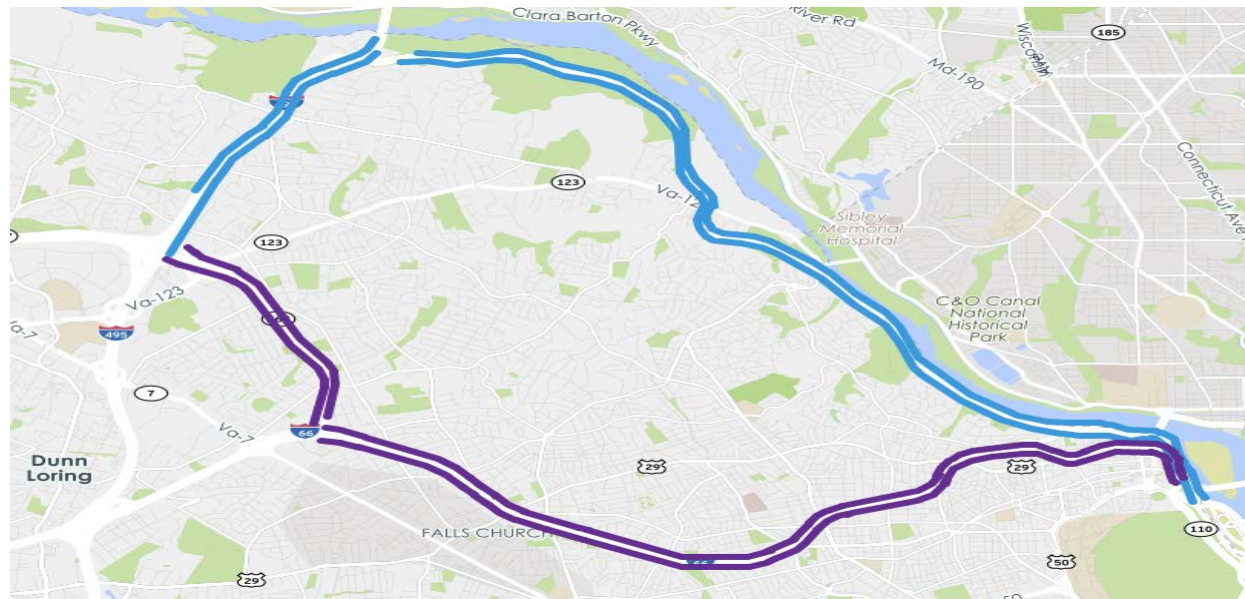 Clara Barton
Pkwy
River Rd
Wisconsin
185
Md-190
Connecticut Ave
123
Va-12
Sibley
Memorial
Hospital
123
Va-123
C&O Canal
National
Historical
Park
495
Va-7
7
Va-7
66
29
29
Dunn
Loring
FALLS CHURCH
110
29
50